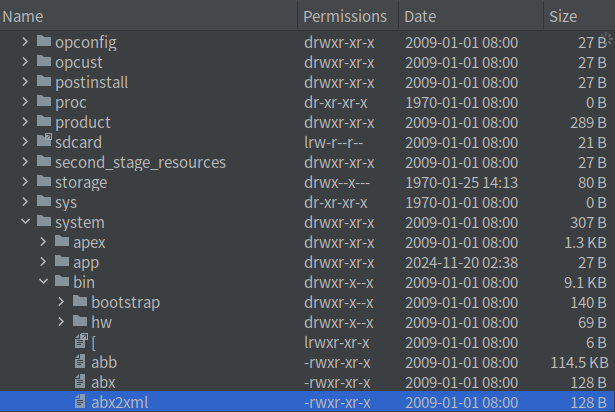 Name Permissions Date Size
opconfig drwxr-xr-x 2009-01-01 08:00 27 B
opcust drwxr-xr-x 2009-01-01 08:00 27 B
postinstall drwxr-xr-x 2009-01-01 08:00 27 B
proc dr-xr-xr-x 1970-01-01 08:00 0 B
product drwxr-xr-x 2009-01-01 08:00 289 B
sdcard lrw-r--r-- 2009-01-01 08:00 21 B
second_stage_resources drwxr-xr-x 2009-01-01 08:00 27 B
storage drwx--x--- 1970-01-25 14:13 80 B
sys dr-xr-xr-x 1970-01-01 08:00 0 B
system drwxr-xr-x 2009-01-01 08:00 307 B
apex drwxr-xr-x 2009-01-01 08:00 1.3 KB
app drwxr-xr-x 2024-11-20 02:38 27 B
bin drwxr-x--x 2009-01-01 08:00 9.1 KB
bootstrap drwxr-x--x 2009-01-01 08:00 140 B
hw drwxr-x--x 2009-01-01 08:00 69 B
[ lrwxr-xr-x 2009-01-01 08:00 6 B
abb -rwxr-xr-x 2009-01-01 08:00 114.5 KB
abx -rwxr-xr-x 2009-01-01 08:00 128 B
abx2xml -rwxr-xr-x 2009-01-01 08:00 128 B